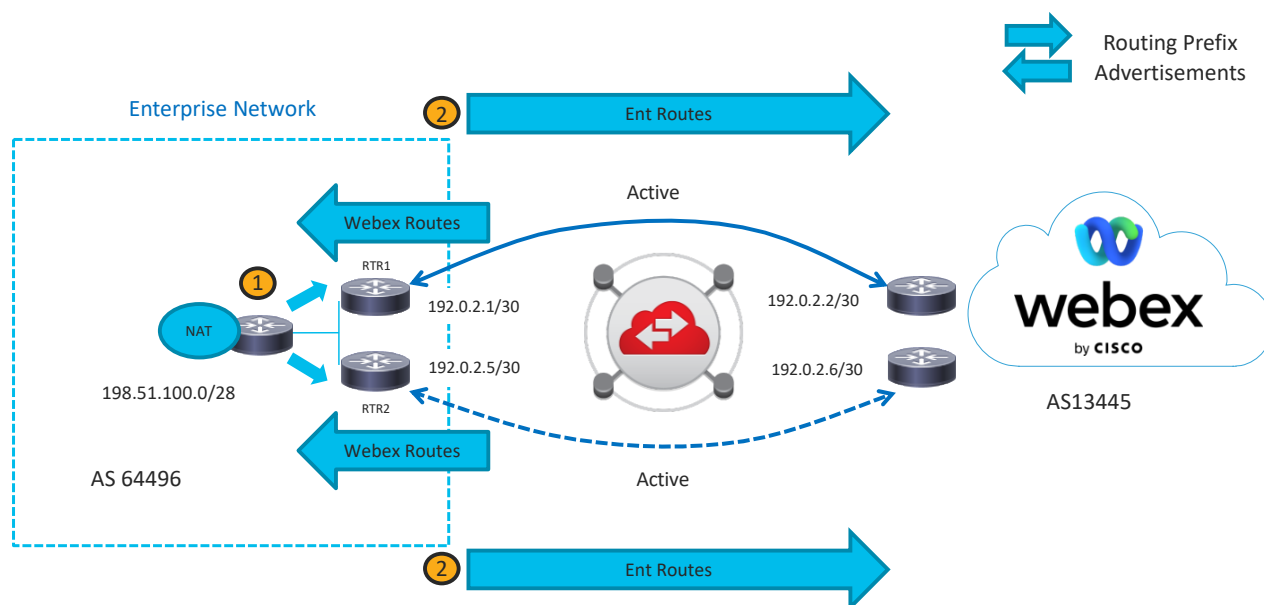 Routing Prefix
Advertisements
Enterprise Network
2
Ent Routes
Active
Webex Routes
1
RTR1
192.0.2.1/30
192.0.2.2/30
webex
by CISCO
NAT
192.0.2.5/30
192.0.2.6/30
198.51.100.0/28
RTR2
AS13445
Webex Routes
AS 64496
Active
2
Ent Routes